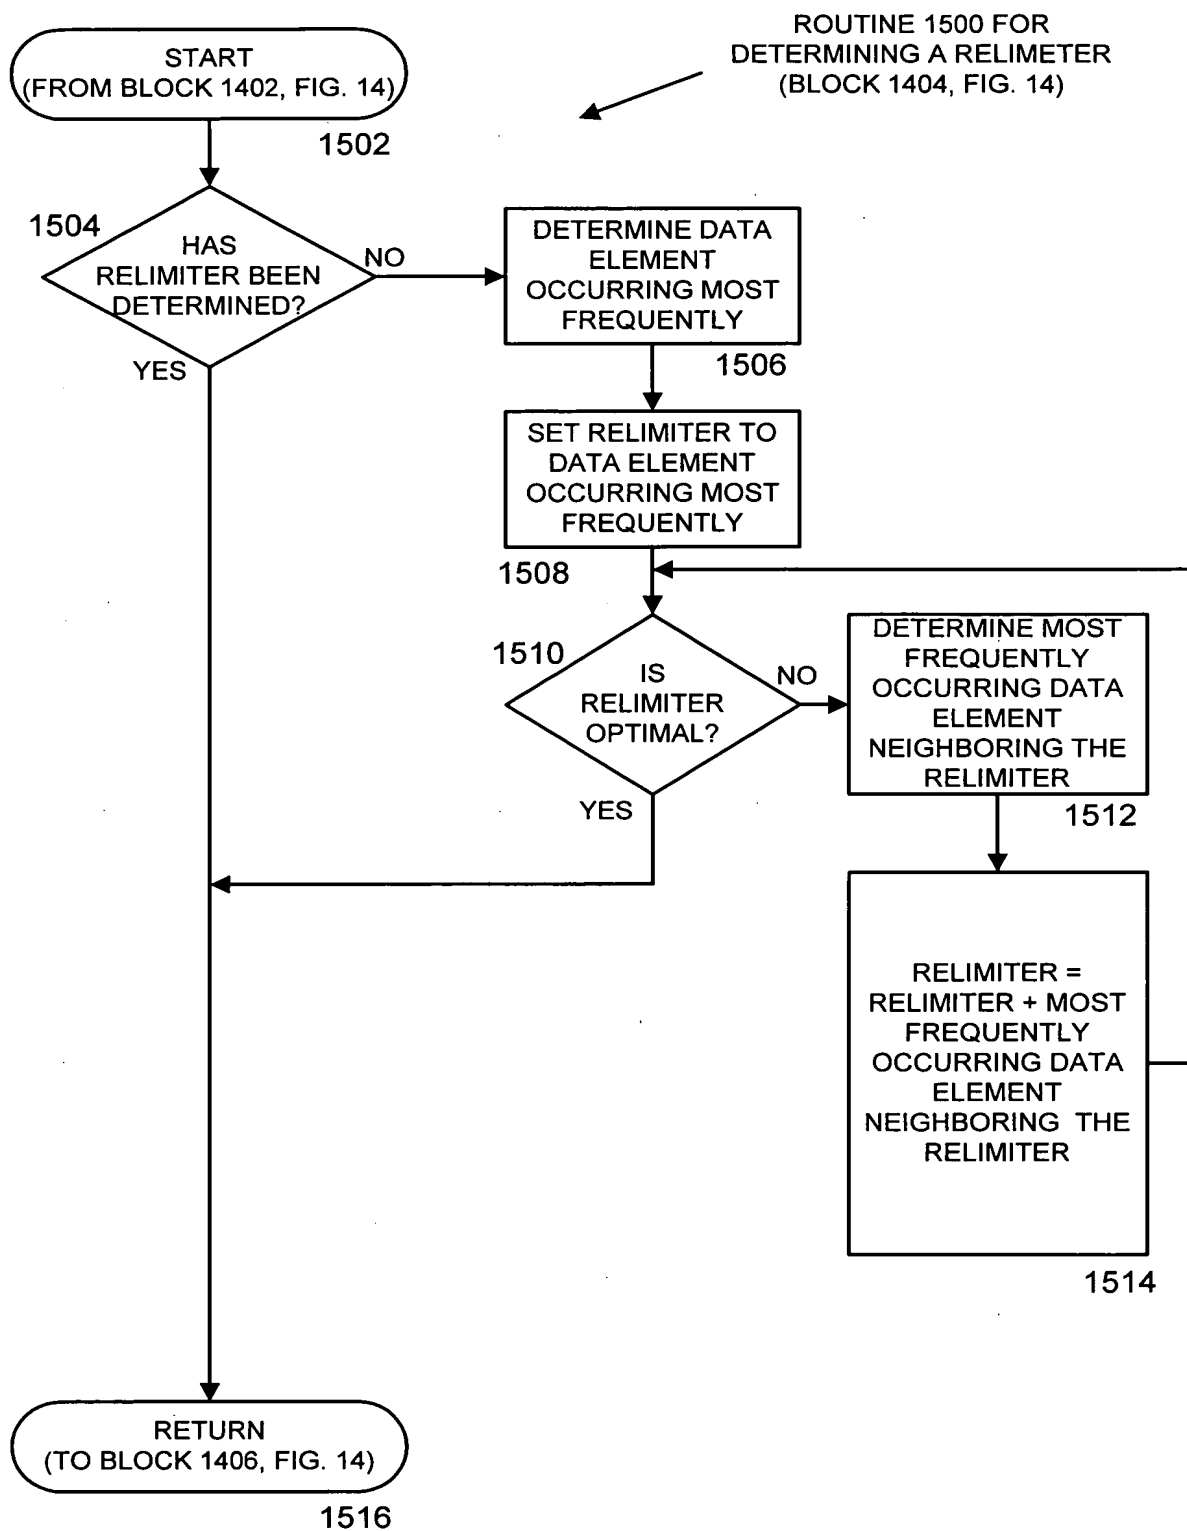 ROUTINE 1500 FOR
DETERMINING A RELIMETER
(BLOCK 1404, FIG. 14)
START
(FROM BLOCK 1402, FIG. 14)
1502
1504
HAS
RELIMITER BEEN
DETERMINED?
NO
YES
DETERMINE DATA
ELEMENT
OCCURRING MOST
FREQUENTLY
1506
SET RELIMITER TO
DATA ELEMENT
OCCURRING MOST
FREQUENTLY
1508
1510
IS
RELIMITER
OPTIMAL?
NO
YES
DETERMINE MOST
FREQUENTLY
OCCURRING DATA
ELEMENT
NEIGHBORING THE
RELIMITER
1512
RELIMITER =
RELIMITER + MOST
FREQUENTLY
OCCURRING DATA
ELEMENT
NEIGHBORING THE
RELIMITER
1514
RETURN
(TO BLOCK 1406, FIG. 14)
1516